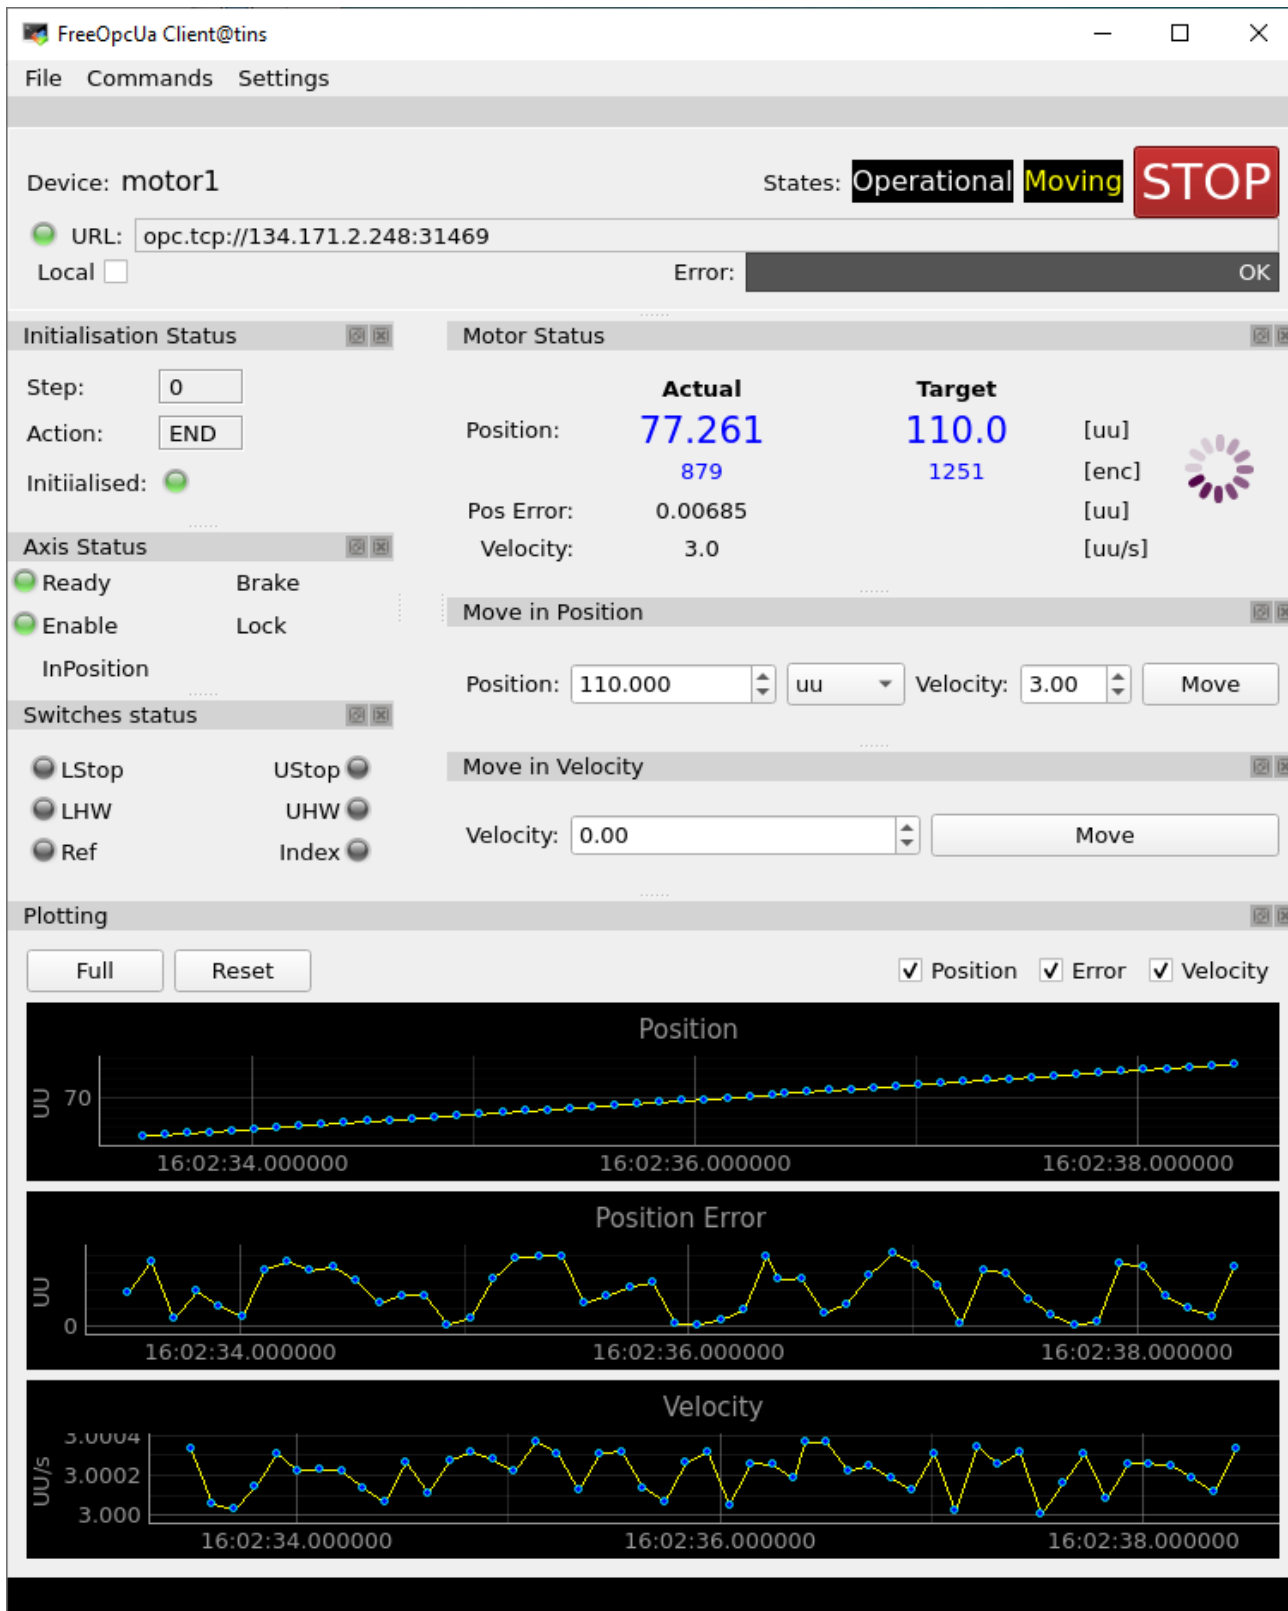 FreeOpcUa Client@tins
File Commands Settings
Device: motor1 States: Operational Moving STOP
URL: opc.tcp://134.171.2.248:31469
Local Error: OK
Initialisation Status
Step: 0
Action: END
Initiialised:
Axis Status
Ready Brake
Enable Lock
InPosition
Switches status
LStop UStop
LHW UHW
Ref Index
Motor Status
Actual Target
Position: 77.261 110.0 [uu]
879 1251 [enc]
Pos Error: 0.00685 [uu]
Velocity: 3.0 [uu/s]
Move in Position
Position: 110.000 uu Velocity: 3.00 Move
Move in Velocity
Velocity: 0.00 Move
Plotting
Full Reset Position Error Velocity
Position
UU 70
16:02:34.000000 16:02:36.000000 16:02:38.000000
Position Error
UU 0
16:02:34.000000 16:02:36.000000 16:02:38.000000
Velocity
UU/s
3.0004
3.0002
3.000
16:02:34.000000 16:02:36.000000 16:02:38.000000